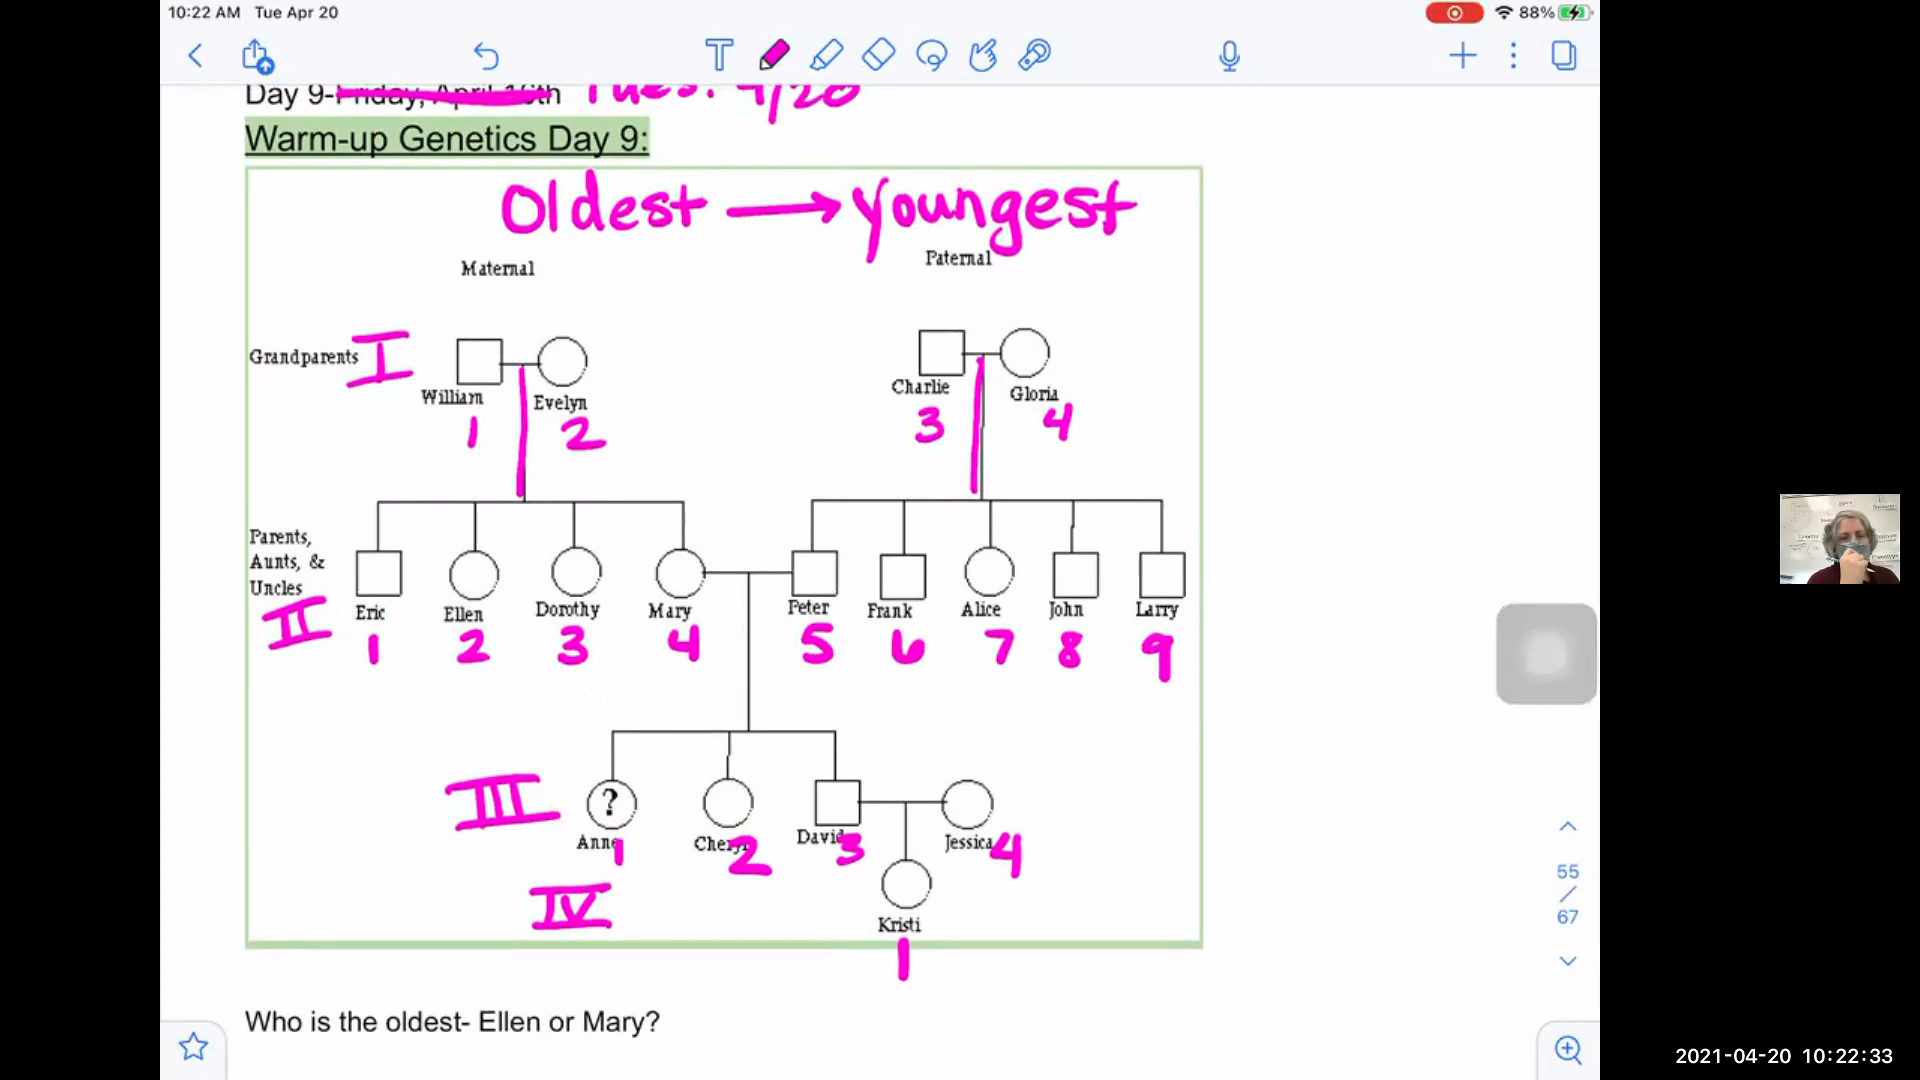 10:22 AM Tue Apr 20
88%
T
Day 9-Friday, April 16th Tues. 4/20
Warm-up Genetics Day 9:
Oldest → Youngest
Maternal
Paternal
Grandparents I
William
Evelyn
Charlie
Gloria
1
2
3
4
Parents,
Aunts, &
Uncles
II
Eric
Ellen
Dorothy
Mary
Peter
Frank
Alice
John
Larry
1
2
3
4
5
6
7
8
9
III
?
Anne
Cheryl
David
Jessica
1
2
3
4
IV
Kristi
1
55
/
67
Who is the oldest- Ellen or Mary?
2021-04-20 10:22:33